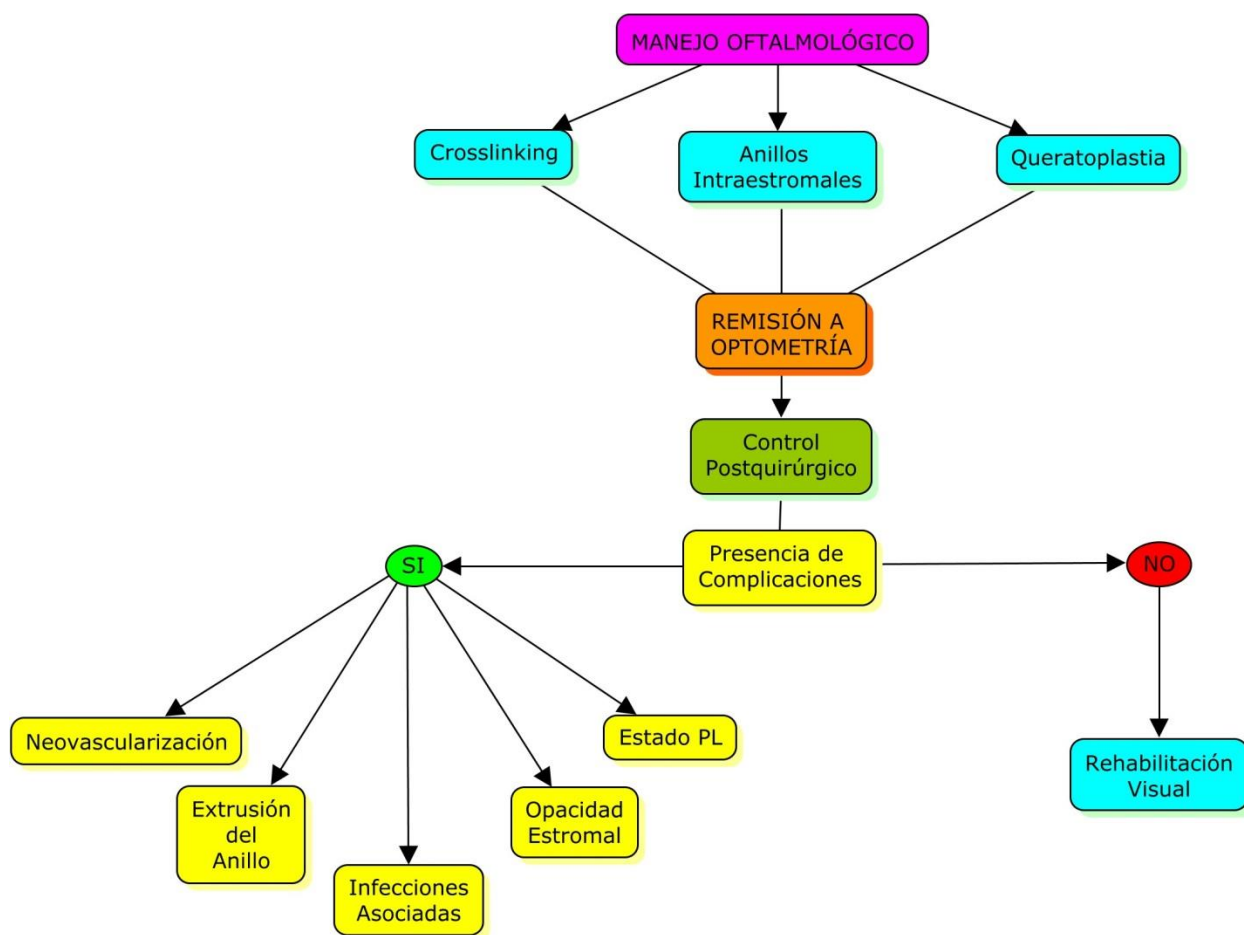 MANEJO OFTALMOLÓGICO
Crosslinking
Anillos
Intraestromales
Queratoplastia
REMISIÓN A
OPTOMETRÍA
Control
Postquirúrgico
Presencia de
Complicaciones
SI
NO
Neovascularización
Extrusión
del
Anillo
Infecciones
Asociadas
Opacidad
Estromal
Estado PL
Rehabilitación
Visual